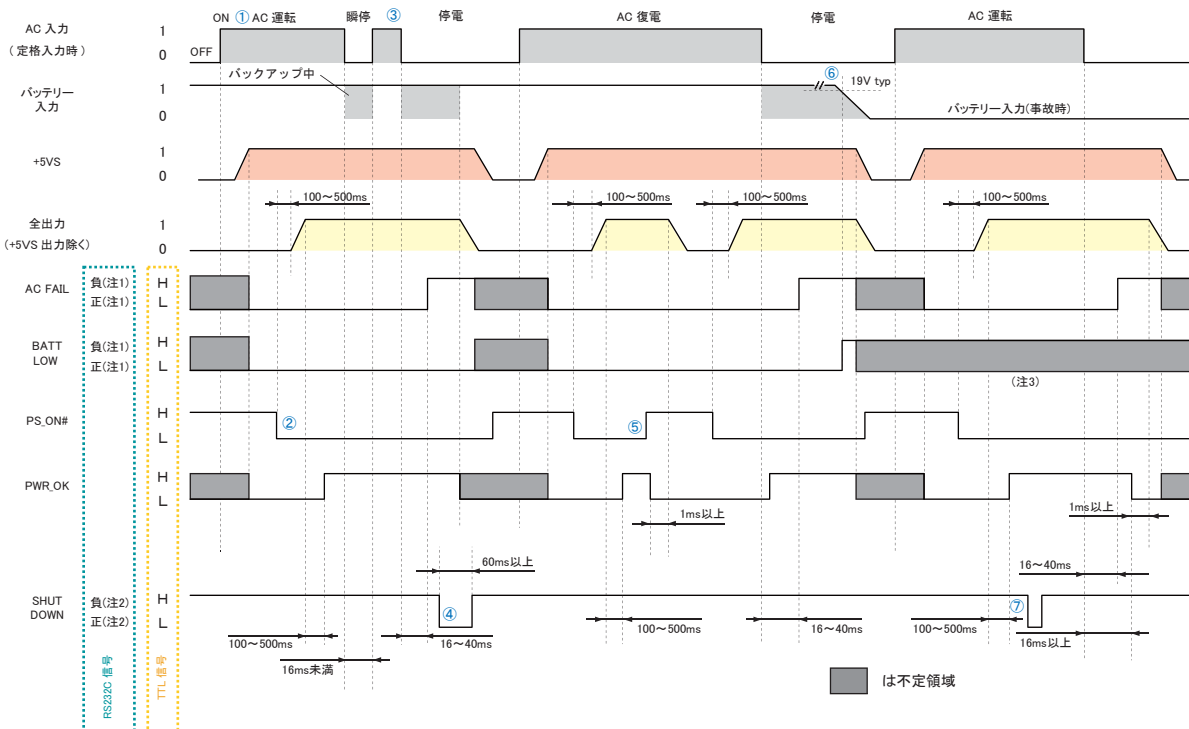 ON ① AC 運転 瞬停 ③ 停電 AC 復電 停電 AC 運転
AC 入力
(定格入力時)
1
0
OFF
バックアップ中
⑥ 19V typ
バッテリー
入力
1
0
バッテリー入力(事故時)
+5VS
1
0
100～500ms 100～500ms 100～500ms 100～500ms
全出力
(+5VS 出力除く)
1
0
AC FAIL 負(注1) H
正(注1) L
BATT
LOW
負(注1) H
正(注1) L
(注3)
PS_ON# H
L
② ⑤
PWR_OK H
L
1ms以上 1ms以上
60ms以上 16～40ms
SHUT
DOWN
負(注2) H
正(注2) L
④ ⑦
100～500ms 16～40ms 100～500ms 16～40ms 100～500ms 16ms以上
16ms未満
RS232C 信号
TTL 信号
は不定領域